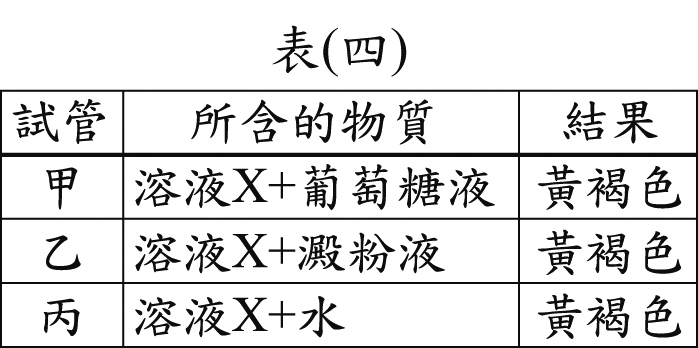 表(四)
試管 所含的物質 結果
甲 溶液X+葡萄糖液 黃褐色
乙 溶液X+澱粉液 黃褐色
丙 溶液X+水 黃褐色